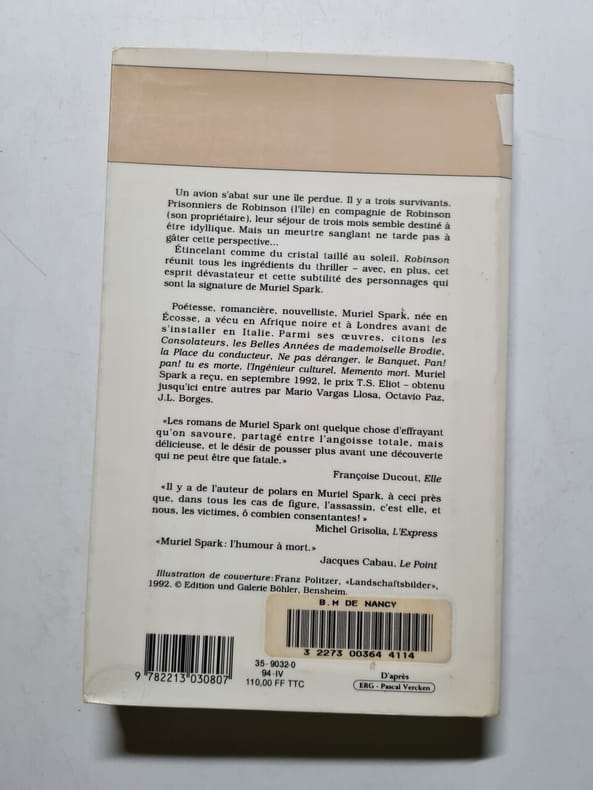 Un avion s'abat sur une île perdue. Il y a trois survivants.
Prisonniers de Robinson (l'île) en compagnie de Robinson
(son propriétaire), leur séjour de trois mois semble destiné à
être idyllique. Mais un meurtre sanglant ne tarde pas à
gâter cette perspective...
Étincelant comme du cristal taillé au soleil, Robinson
réunit tous les ingrédients du thriller – avec, en plus, cet
esprit dévastateur et cette subtilité des personnages qui
sont la signature de Muriel Spark.
Poétesse, romancière, nouvelliste, Muriel Spark, née en
Écosse, a vécu en Afrique noire et à Londres avant de
s'installer en Italie. Parmi ses œuvres, citons les
Consolateurs, les Belles Années de mademoiselle Brodie,
la Place du conducteur, Ne pas déranger, le Banquet, Pan!
pan! tu es morte, l'Ingénieur culturel, Memento mori. Muriel
Spark a reçu, en septembre 1992, le prix T.S. Eliot – obtenu
jusqu'ici entre autres par Mario Vargas Llosa, Octavio Paz,
J.L. Borges.
«Les romans de Muriel Spark ont quelque chose d'effrayant
qu'on savoure, partagé entre l'angoisse totale, mais
délicieuse, et le désir de pousser plus avant une découverte
qui ne peut être que fatale.»
Françoise Ducout, Elle
«Il y a de l'auteur de polars en Muriel Spark, à ceci près
que, dans tous les cas de figure, l'assassin, c'est elle, et
nous, les victimes, ô combien consentantes!»
Michel Grisolia, L'Express
«Muriel Spark: l'humour à mort.»
Jacques Cabau, Le Point
Illustration de couverture: Franz Politzer, «Landschaftsbilder»,
1992. © Edition und Galerie Böhler, Bensheim.
B.M DE NANCY
3 2273 00364 4114
9 782213 030807
35-9032-0
94-IV
110,00 FF TTC
D'après
ERG - Pascal Vercken